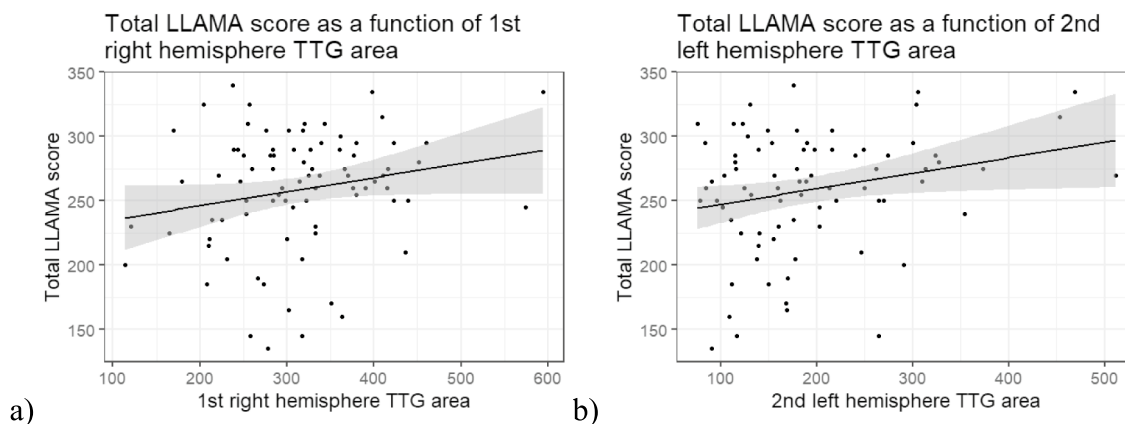 Total LLAMA score as a function of 1st
right hemisphere TTG area
Total LLAMA score
350
300
250
200
150
100
200
300
400
500
600
1st right hemisphere TTG area
a)
Total LLAMA score as a function of 2nd
left hemisphere TTG area
Total LLAMA score
350
300
250
200
150
100
200
300
400
500
2nd left hemisphere TTG area
b)